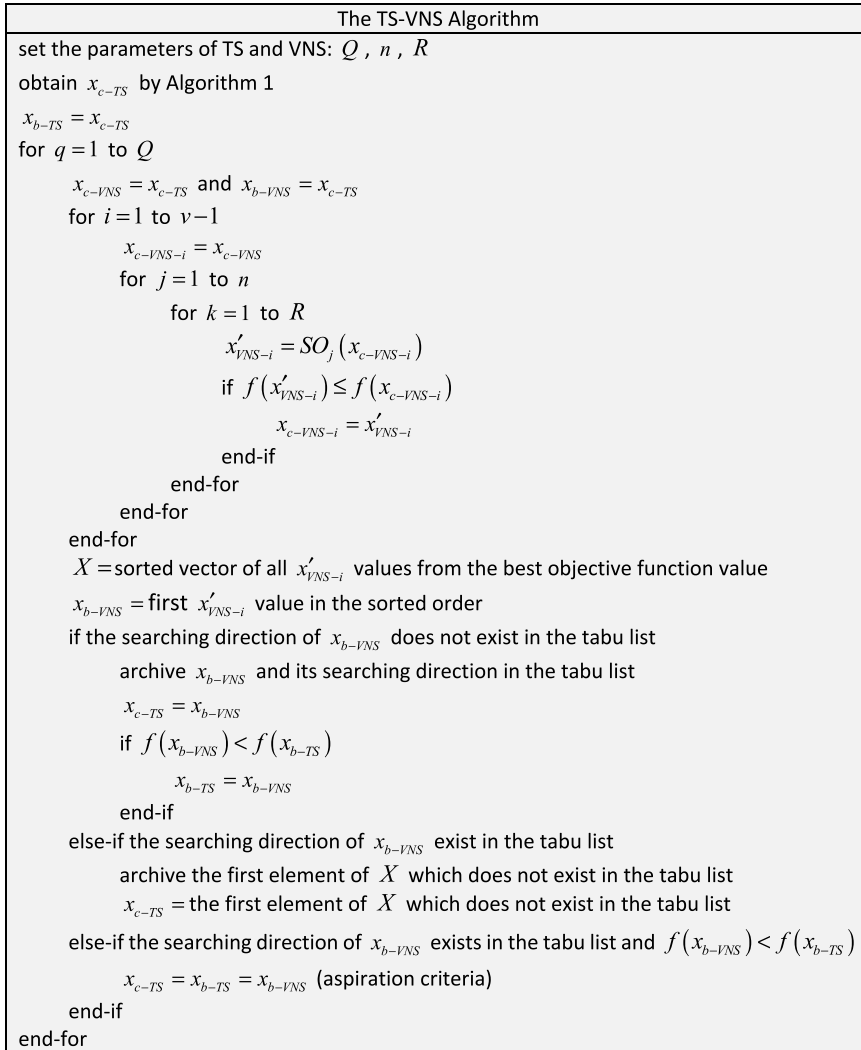 The TS-VNS Algorithm
set the parameters of TS and VNS: Q , n , R
obtain x_{c-TS} by Algorithm 1
x_{b-TS} = x_{c-TS}
for q = 1 to Q
x_{c-VNS} = x_{c-TS} and x_{b-VNS} = x_{c-TS}
for i = 1 to v-1
x_{c-VNS-i} = x_{c-VNS}
for j = 1 to n
for k = 1 to R
x'_{VNS-i} = SO_j (x_{c-VNS-i})
if f(x'_{VNS-i}) ≤ f(x_{c-VNS-i})
x_{c-VNS-i} = x'_{VNS-i}
end-if
end-for
end-for
end-for
X = sorted vector of all x'_{VNS-i} values from the best objective function value
x_{b-VNS} = first x'_{VNS-i} value in the sorted order
if the searching direction of x_{b-VNS} does not exist in the tabu list
archive x_{b-VNS} and its searching direction in the tabu list
x_{c-TS} = x_{b-VNS}
if f(x_{b-VNS}) < f(x_{b-TS})
x_{b-TS} = x_{b-VNS}
end-if
else-if the searching direction of x_{b-VNS} exist in the tabu list
archive the first element of X which does not exist in the tabu list
x_{c-TS} = the first element of X which does not exist in the tabu list
else-if the searching direction of x_{b-VNS} exists in the tabu list and f(x_{b-VNS}) < f(x_{b-TS})
x_{c-TS} = x_{b-TS} = x_{b-VNS} (aspiration criteria)
end-if
end-for